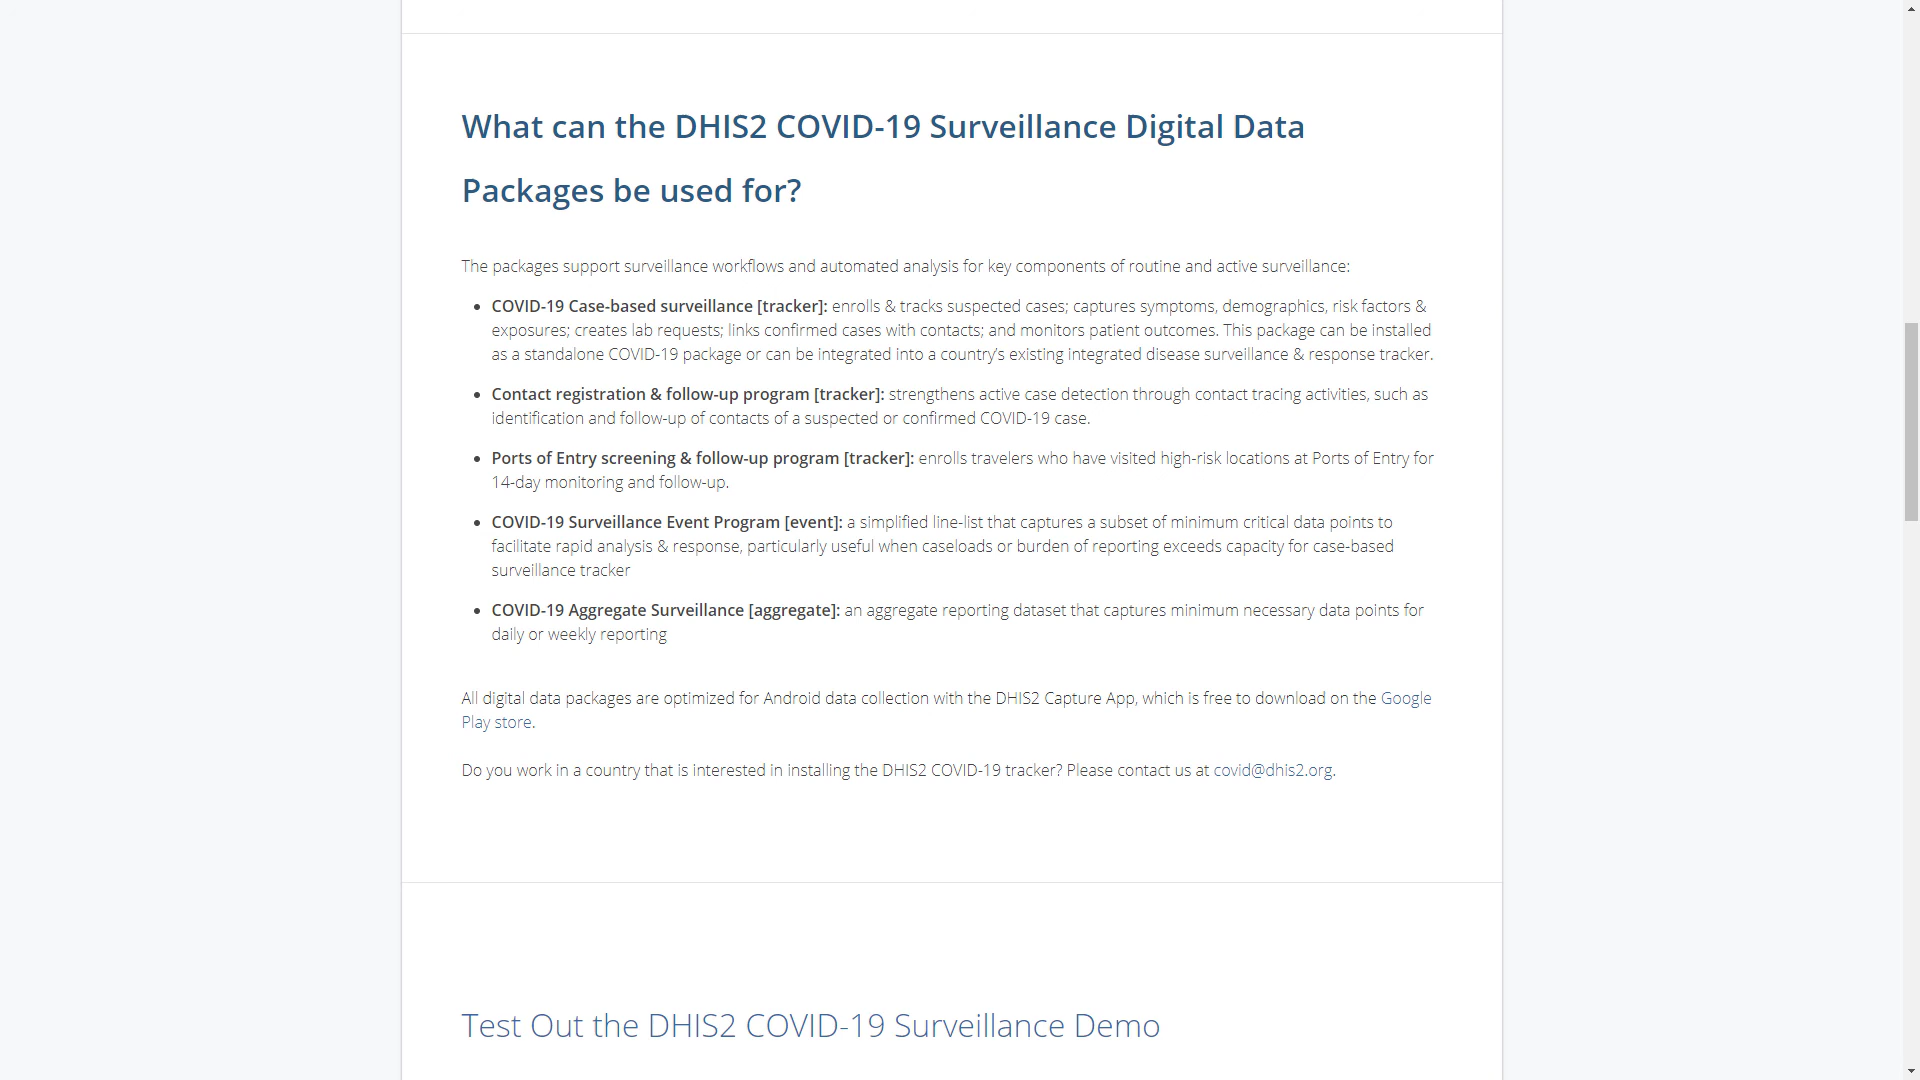 What can the DHIS2 COVID-19 Surveillance Digital Data
Packages be used for?
The packages support surveillance workflows and automated analysis for key components of routine and active surveillance:
• COVID-19 Case-based surveillance [tracker]: enrolls & tracks suspected cases; captures symptoms, demographics, risk factors &
exposures; creates lab requests; links confirmed cases with contacts; and monitors patient outcomes. This package can be installed
as a standalone COVID-19 package or can be integrated into a country’s existing integrated disease surveillance & response tracker.
• Contact registration & follow-up program [tracker]: strengthens active case detection through contact tracing activities, such as
identification and follow-up of contacts of a suspected or confirmed COVID-19 case.
• Ports of Entry screening & follow-up program [tracker]: enrolls travelers who have visited high-risk locations at Ports of Entry for
14-day monitoring and follow-up.
• COVID-19 Surveillance Event Program [event]: a simplified line-list that captures a subset of minimum critical data points to
facilitate rapid analysis & response, particularly useful when caseloads or burden of reporting exceeds capacity for case-based
surveillance tracker
• COVID-19 Aggregate Surveillance [aggregate]: an aggregate reporting dataset that captures minimum necessary data points for
daily or weekly reporting
All digital data packages are optimized for Android data collection with the DHIS2 Capture App, which is free to download on the Google
Play store.
Do you work in a country that is interested in installing the DHIS2 COVID-19 tracker? Please contact us at covid@dhis2.org.
Test Out the DHIS2 COVID-19 Surveillance Demo